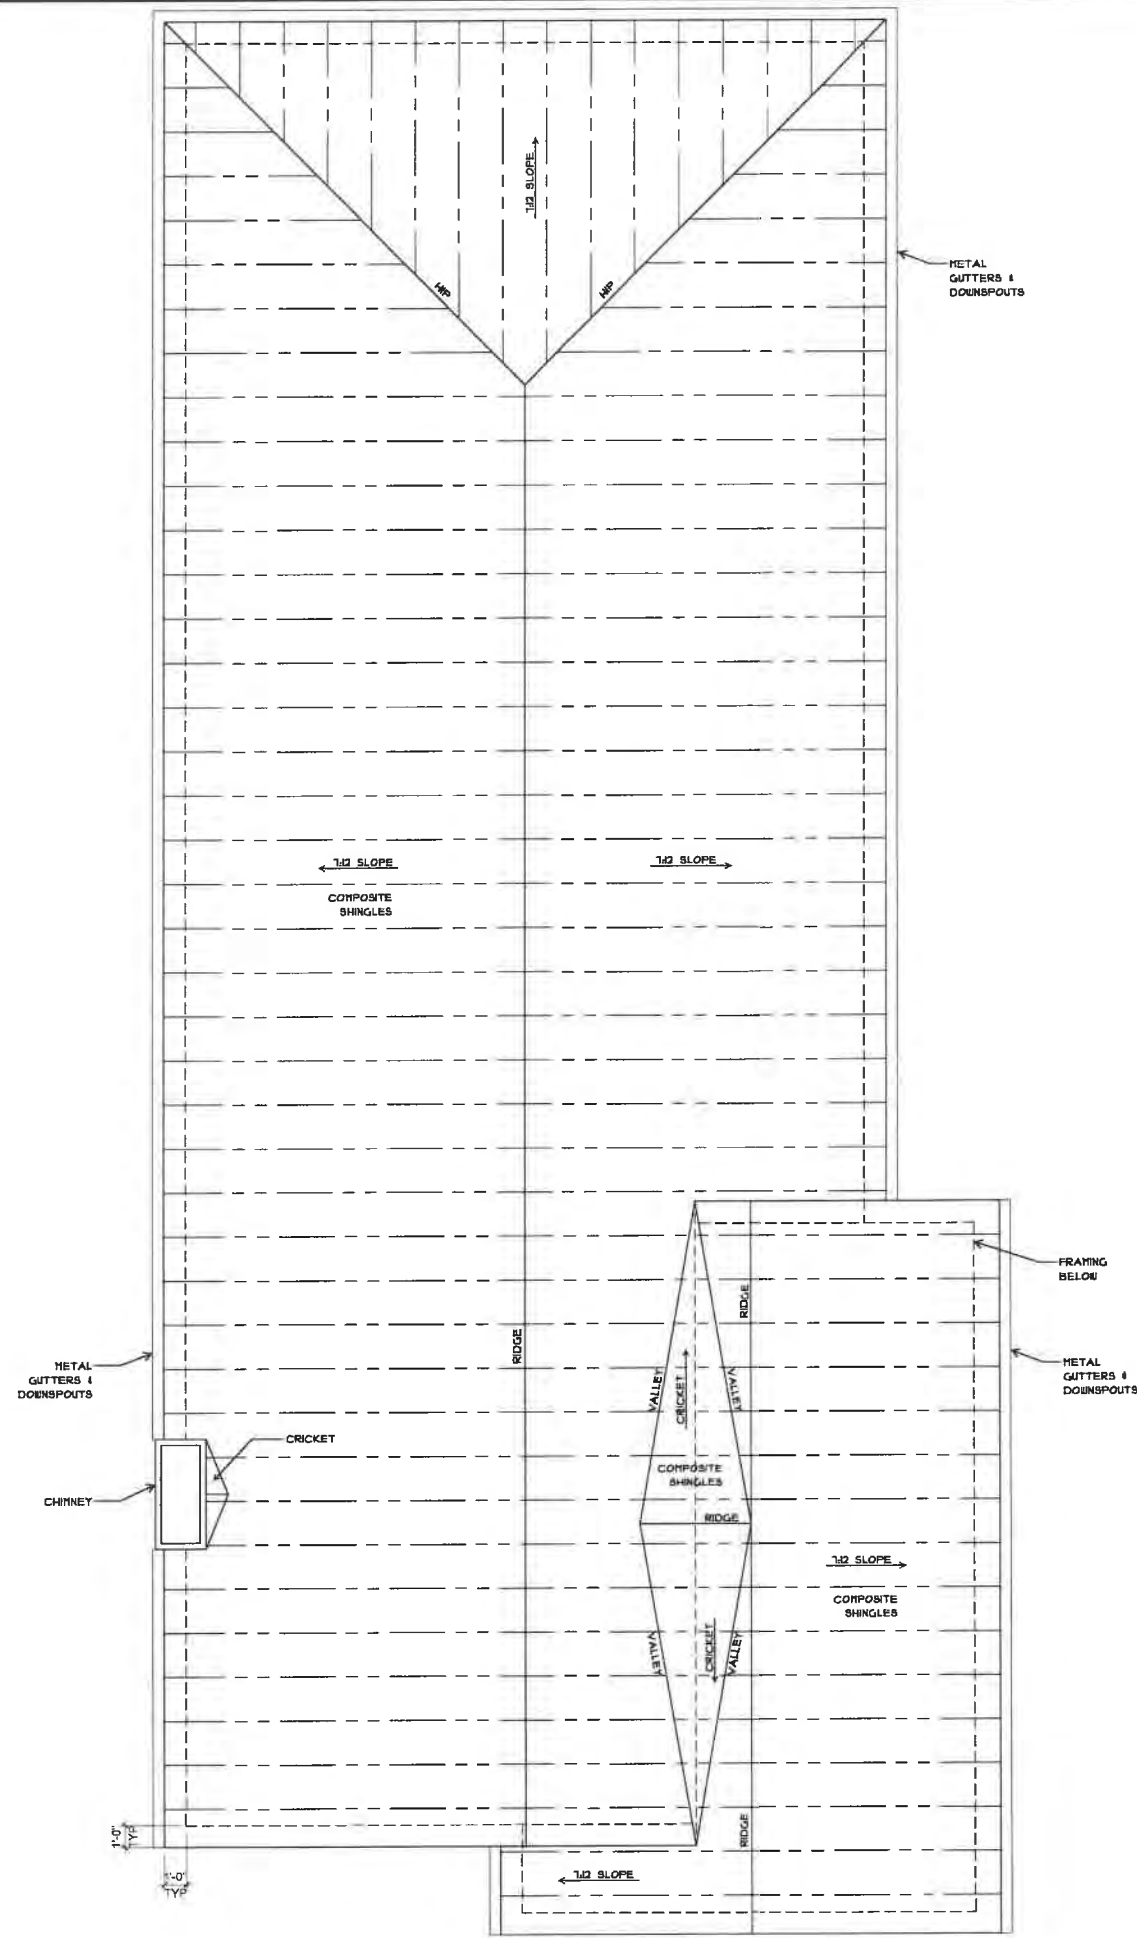 7:12 SLOPE
HIP
HIP
METAL
GUTTERS &
DOWNSPOUTS
7:12 SLOPE
COMPOSITE
SHINGLES
7:12 SLOPE
FRAMING
BELOW
RIDGE
RIDGE
METAL
GUTTERS &
DOWNSPOUTS
METAL
GUTTERS &
DOWNSPOUTS
VALLEY
CRICKET
VALLEY
CRICKET
CHIMNEY
COMPOSITE
SHINGLES
RIDGE
7:12 SLOPE
COMPOSITE
SHINGLES
VALLEY
CRICKET
VALLEY
RIDGE
1'-0"
TYP
1'-0"
TYP
7:12 SLOPE